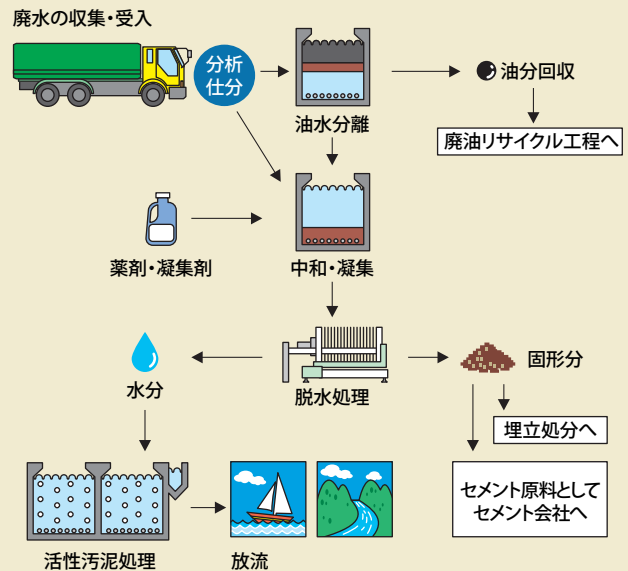 廃水の収集・受入
分析
仕分
油水分離
油分回収
廃油リサイクル工程へ
薬剤・凝集剤
中和・凝集
水分
脱水処理
固形分
埋立処分へ
セメント原料として
セメント会社へ
活性汚泥処理
放流